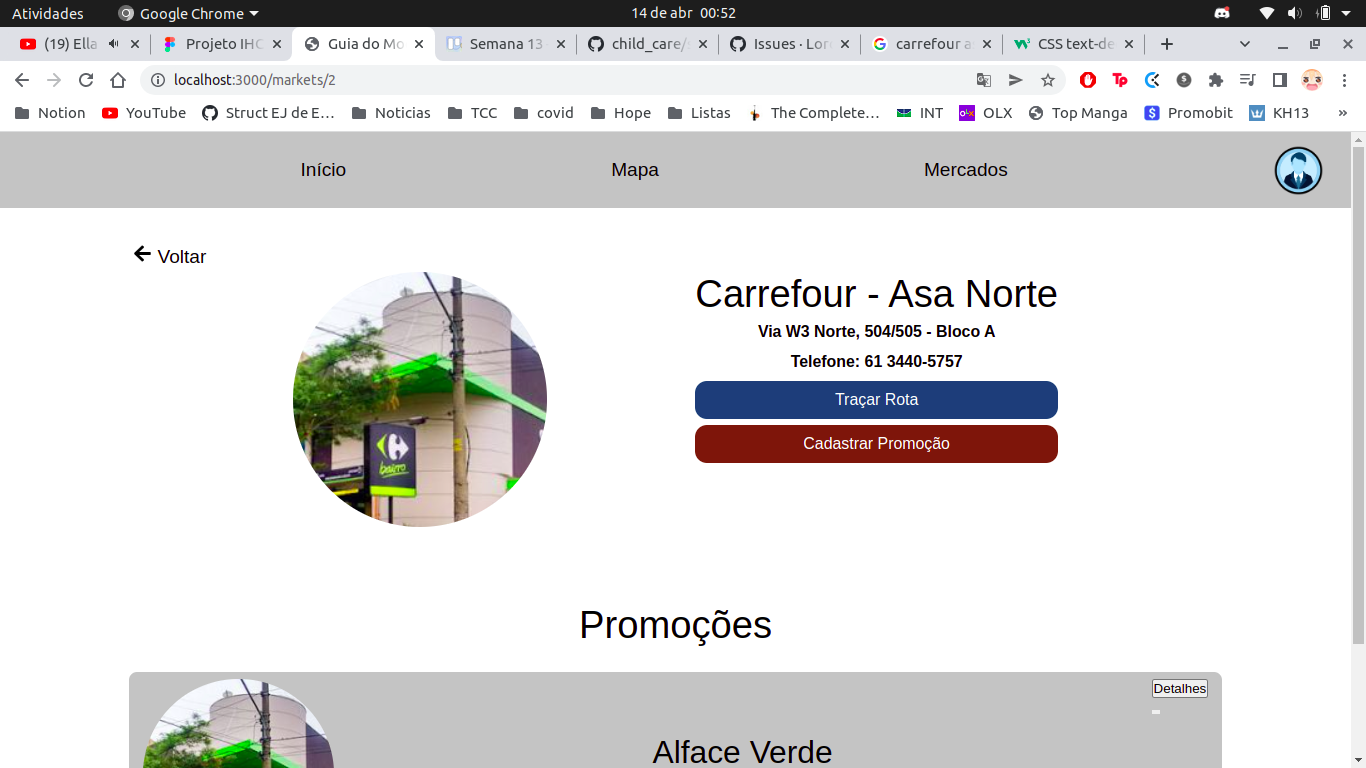 Atividades Google Chrome 14 de abr 00:52
(19) Ella Projeto IHC Guia do Mo Semana 13 - child_care/s Issues · Lor carrefour a CSS text-de
localhost:3000/markets/2
Notion YouTube Struct EJ de E… Noticias TCC covid Hope Listas The Complete… INT OLX Top Manga Promobit KH13 »
Início Mapa Mercados
Voltar
Carrefour - Asa Norte
Via W3 Norte, 504/505 - Bloco A
Telefone: 61 3440-5757
Traçar Rota
Cadastrar Promoção
bairro
Promoções
Detalhes
Alface Verde